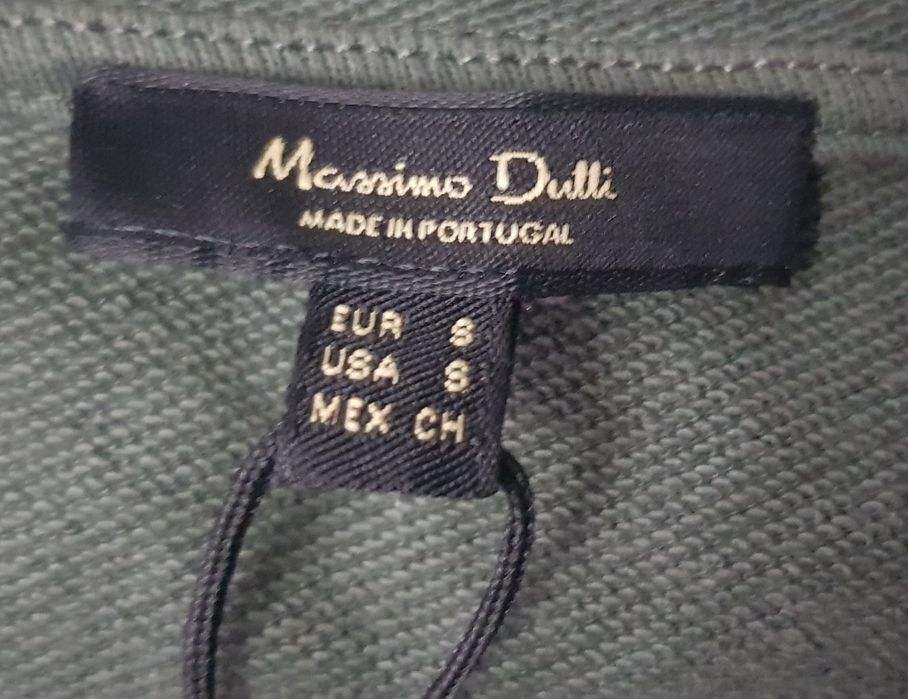 Massimo Dutti
MADE IN PORTUGAL
EUR S
USA S
MEX CH